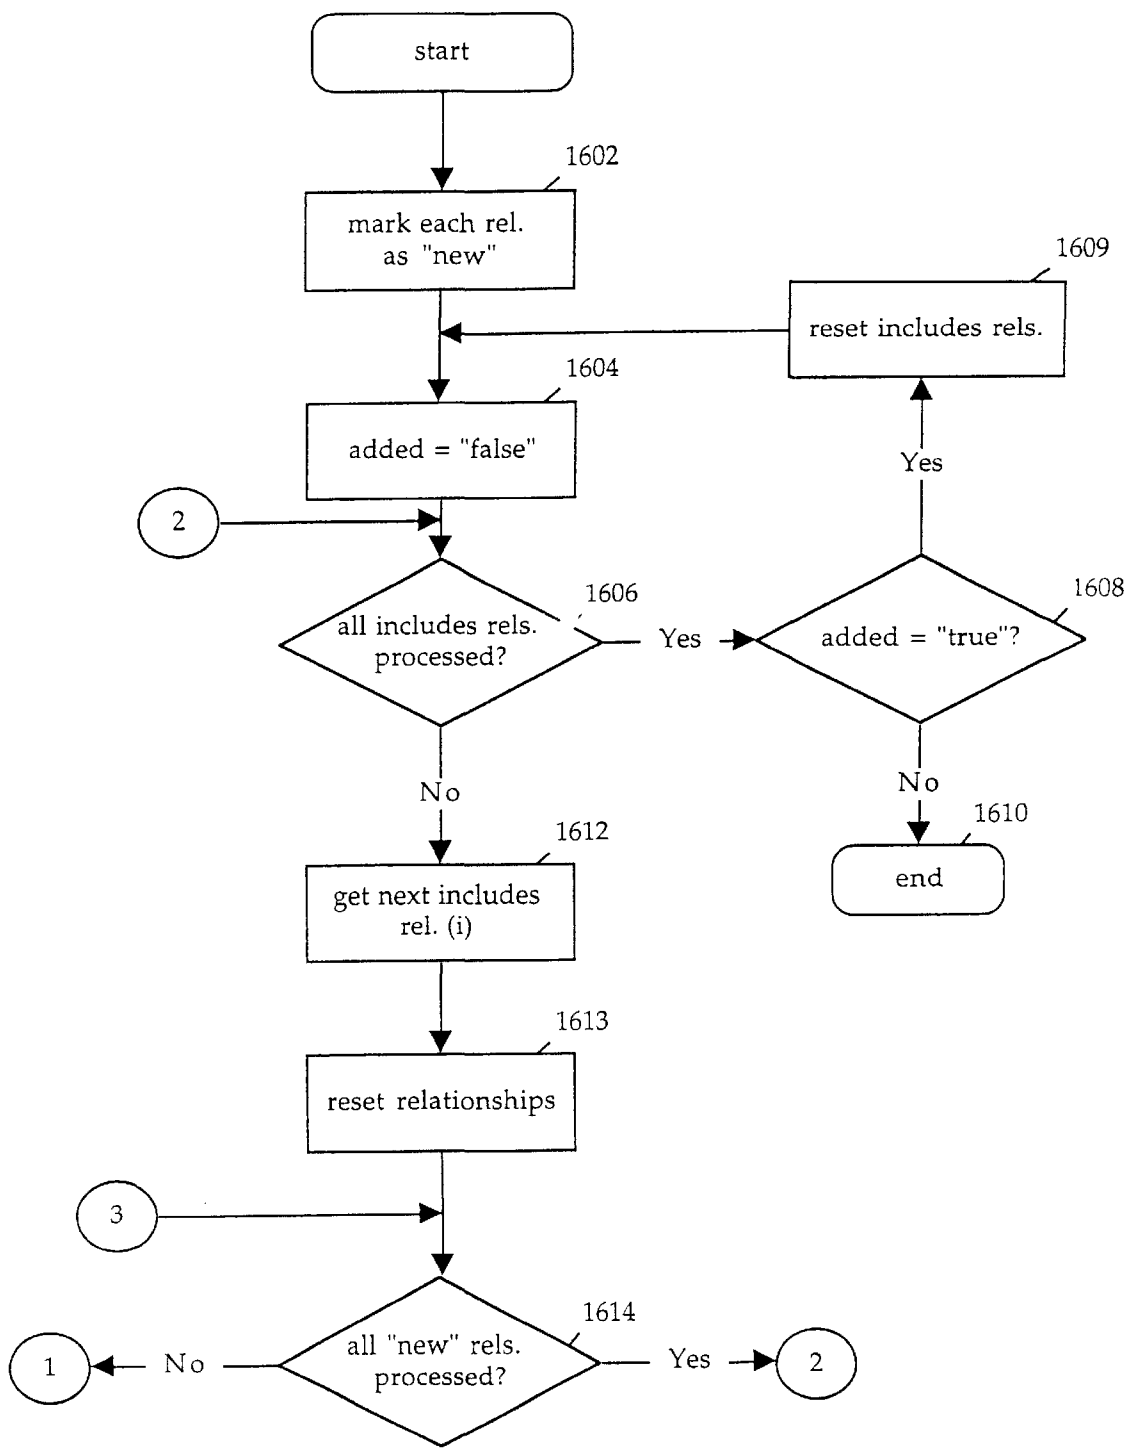 start
1602
mark each rel.
as "new"
1609
reset includes rels.
1604
added = "false"
Yes
2
1606
all includes rels.
processed?
Yes
1608
added = "true"?
No
No
1610
end
1612
get next includes
rel. (i)
1613
reset relationships
3
1614
all "new" rels.
processed?
1
No
Yes
2